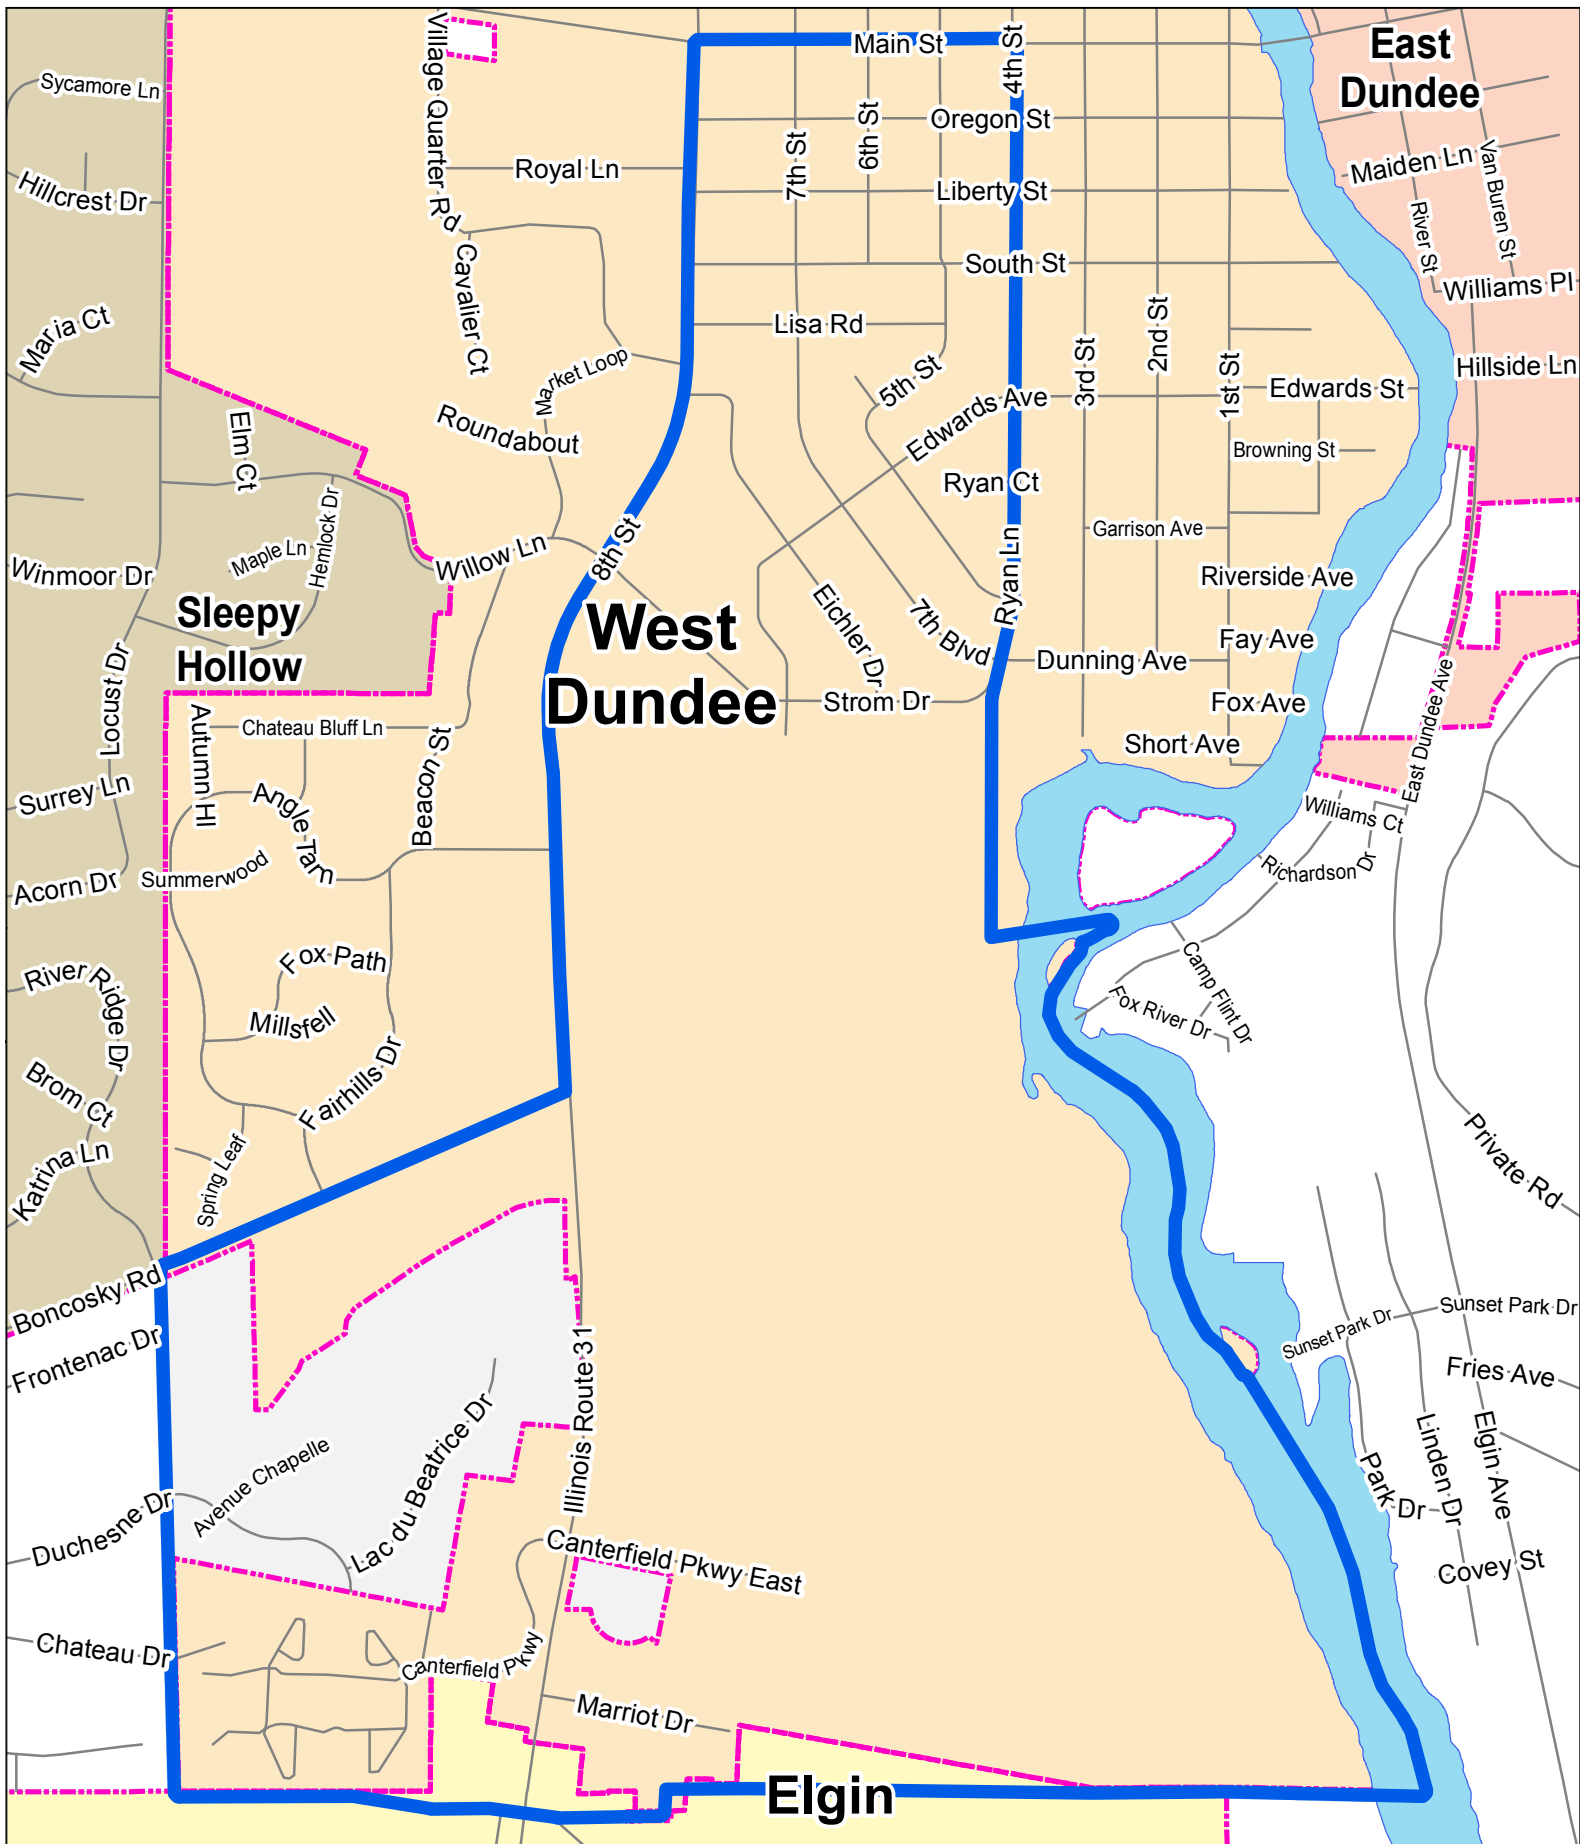 East
Dundee
Main St
4th St
Village Quarter Rd
Sycamore Ln
Oregon St
6th St
7th St
Maiden Ln
Van Buren St
Royal Ln
Hillcrest Dr
Liberty St
River St
South St
Williams Pl
Cavalier Ct
Maria Ct
Lisa Rd
2nd St
3rd St
1st St
Hillside Ln
Market Loop
5th St
Edwards Ave
Edwards St
Roundabout
Elm Ct
Browning St
Ryan Ct
Hemlock Dr
Garrison Ave
Maple Ln
Willow Ln
8th St
Winmoor Dr
Riverside Ave
Ryan Ln
Sleepy
Hollow
West
Dundee
Eichler Dr
7th Blvd
Fay Ave
Dunning Ave
Locust Dr
Strom Dr
Fox Ave
East Dundee Ave
Autumn Hl
Chateau Bluff Ln
Beacon St
Short Ave
Surrey Ln
Angle Tarn
Williams Ct
Richardson Dr
Summerwood
Acorn Dr
Fox Path
River Ridge Dr
Camp Flint Dr
Fox River Dr
Millsfell
Brom Ct
Fairhills Dr
Katrina Ln
Spring Leaf
Private Rd
Boncosky Rd
Sunset Park Dr
Sunset Park Dr
Frontenac Dr
Illinois Route 31
Fries Ave
Avenue Chapelle
Lac du Beatrice Dr
Linden Dr
Elgin Ave
Park Dr
Duchesne Dr
Canterfield Pkwy East
Covey St
Chateau Dr
Canterfield Pkwy
Marriot Dr
Elgin